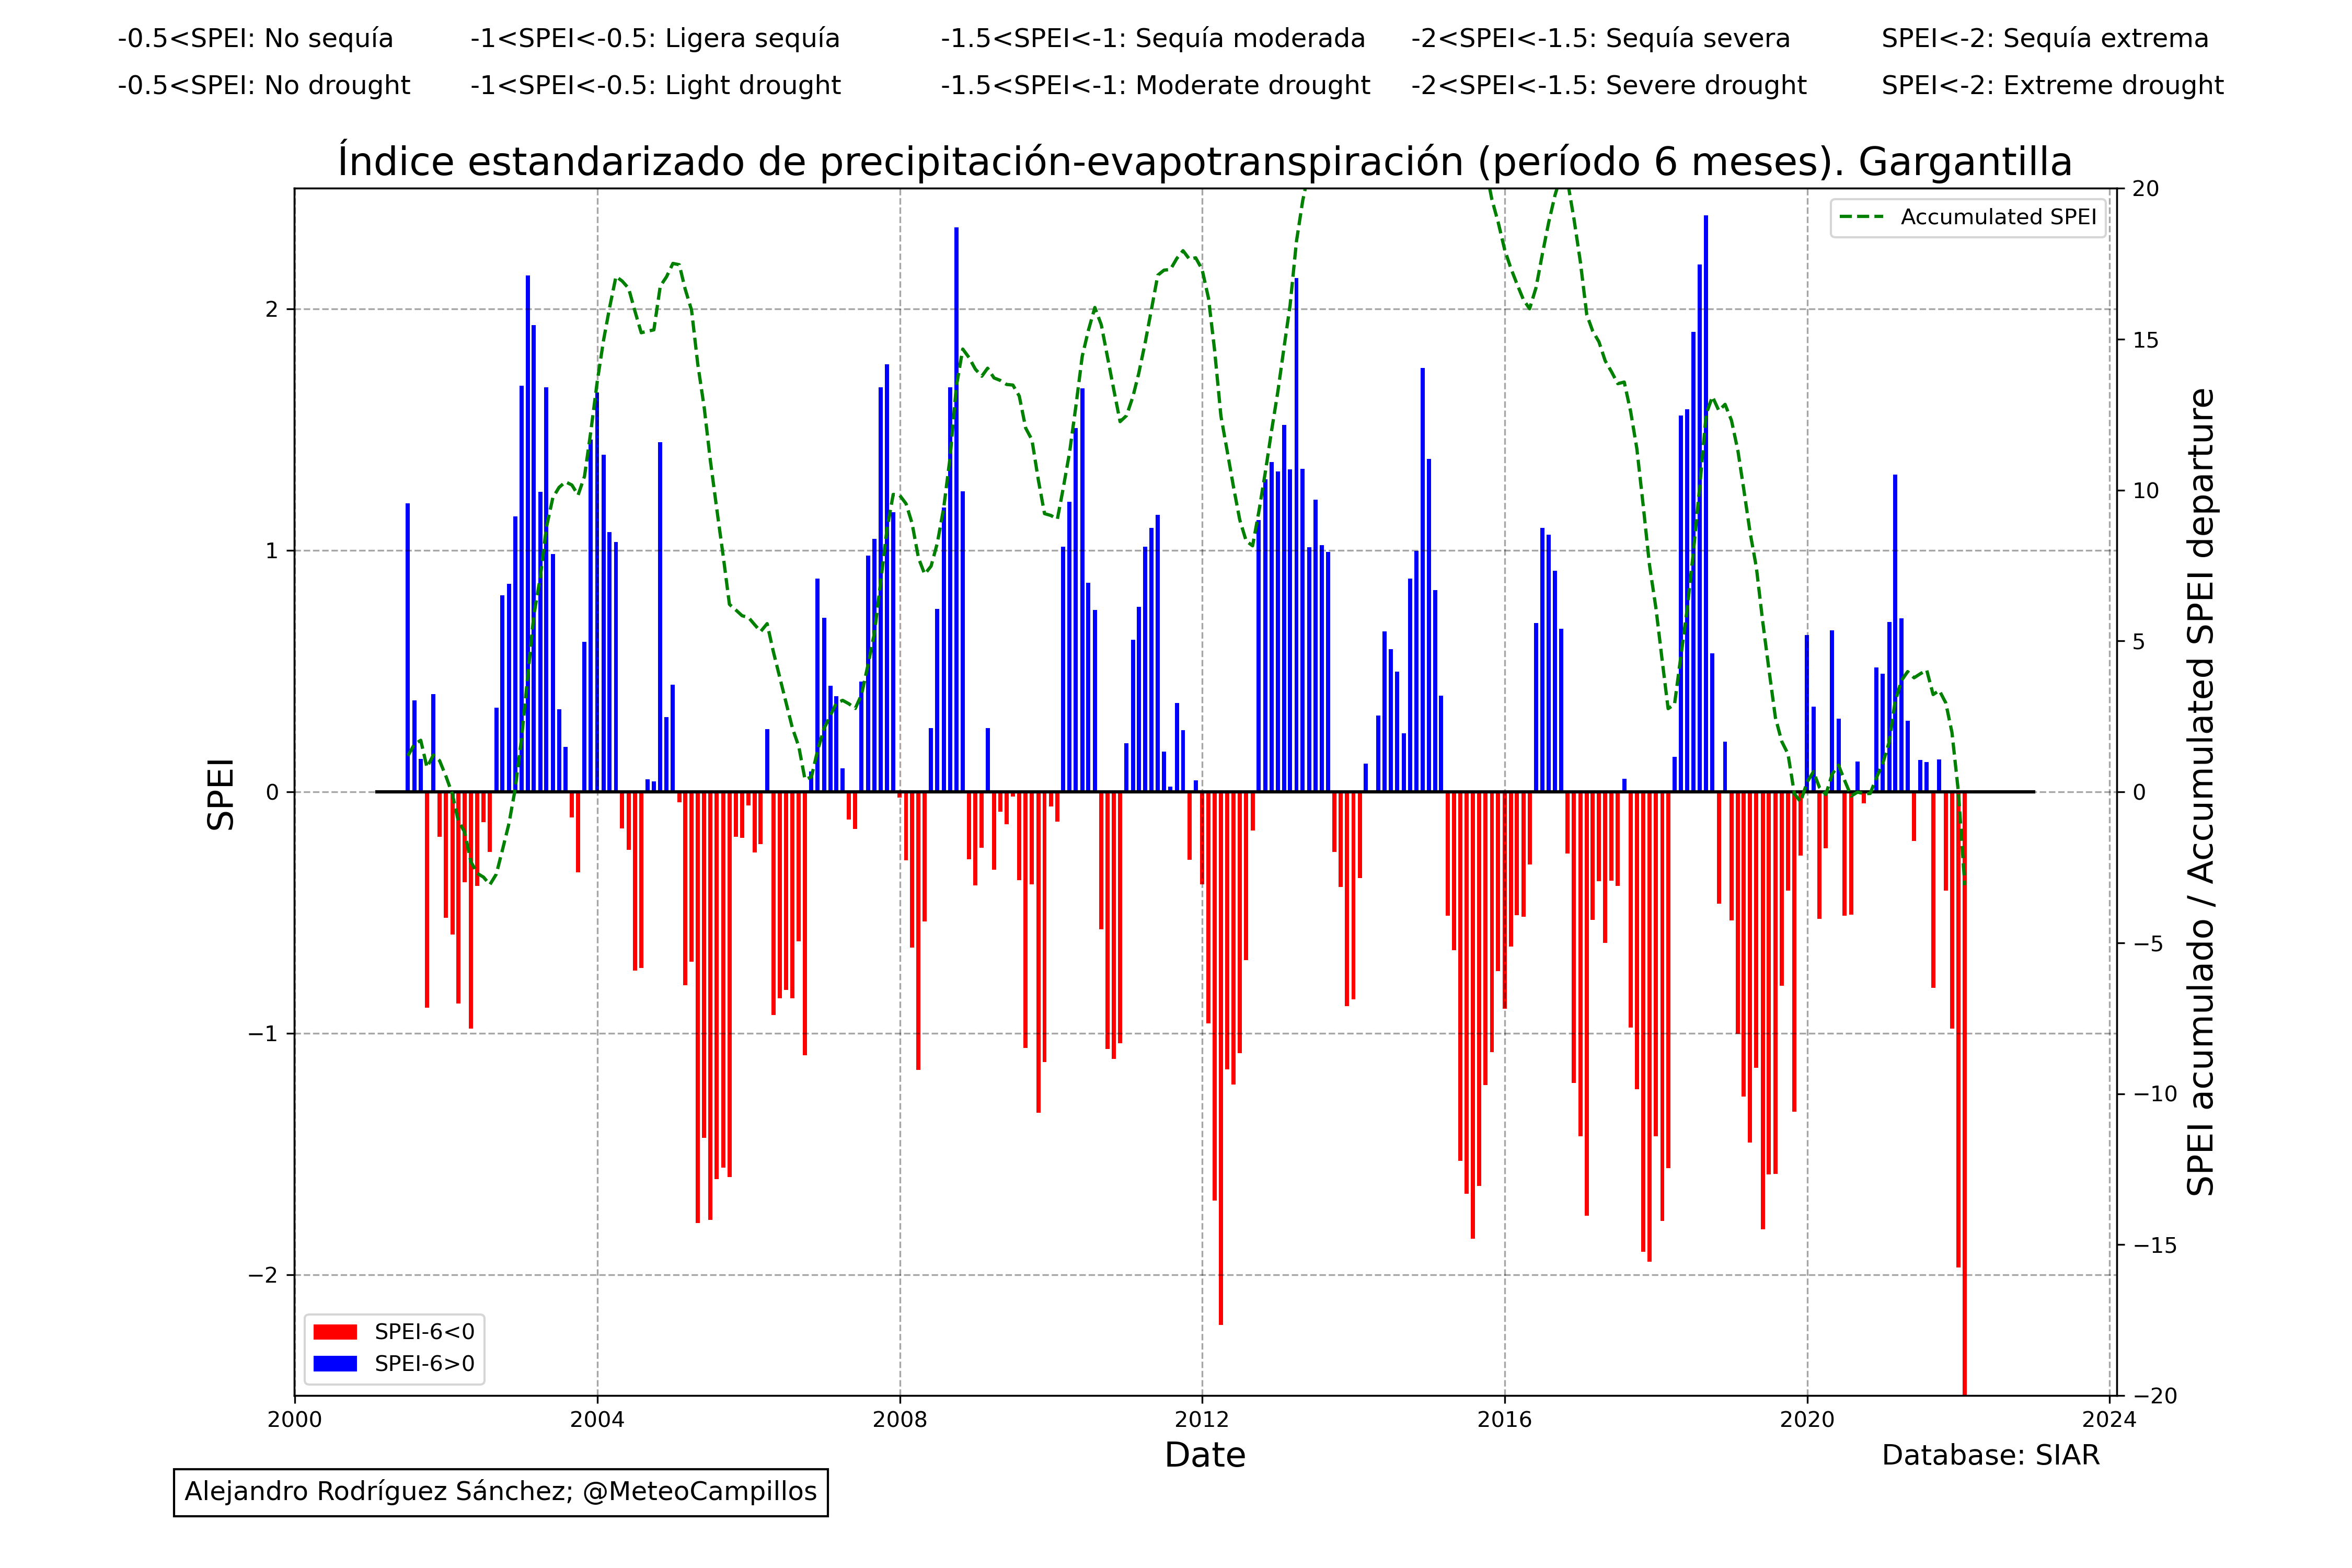 -0.5<SPEI: No sequía -1<SPEI<-0.5: Ligera sequía -1.5<SPEI<-1: Sequía moderada -2<SPEI<-1.5: Sequía severa SPEI<-2: Sequía extrema
-0.5<SPEI: No drought -1<SPEI<-0.5: Light drought -1.5<SPEI<-1: Moderate drought -2<SPEI<-1.5: Severe drought SPEI<-2: Extreme drought
Índice estandarizado de precipitación-evapotranspiración (período 6 meses). Gargantilla
Accumulated SPEI
2
1
0
−1
−2
SPEI
20
15
10
5
0
−5
−10
−15
−20
SPEI acumulado / Accumulated SPEI departure
SPEI-6<0
SPEI-6>0
2000 2004 2008 2012 2016 2020 2024
Date
Database: SIAR
Alejandro Rodríguez Sánchez; @MeteoCampillos